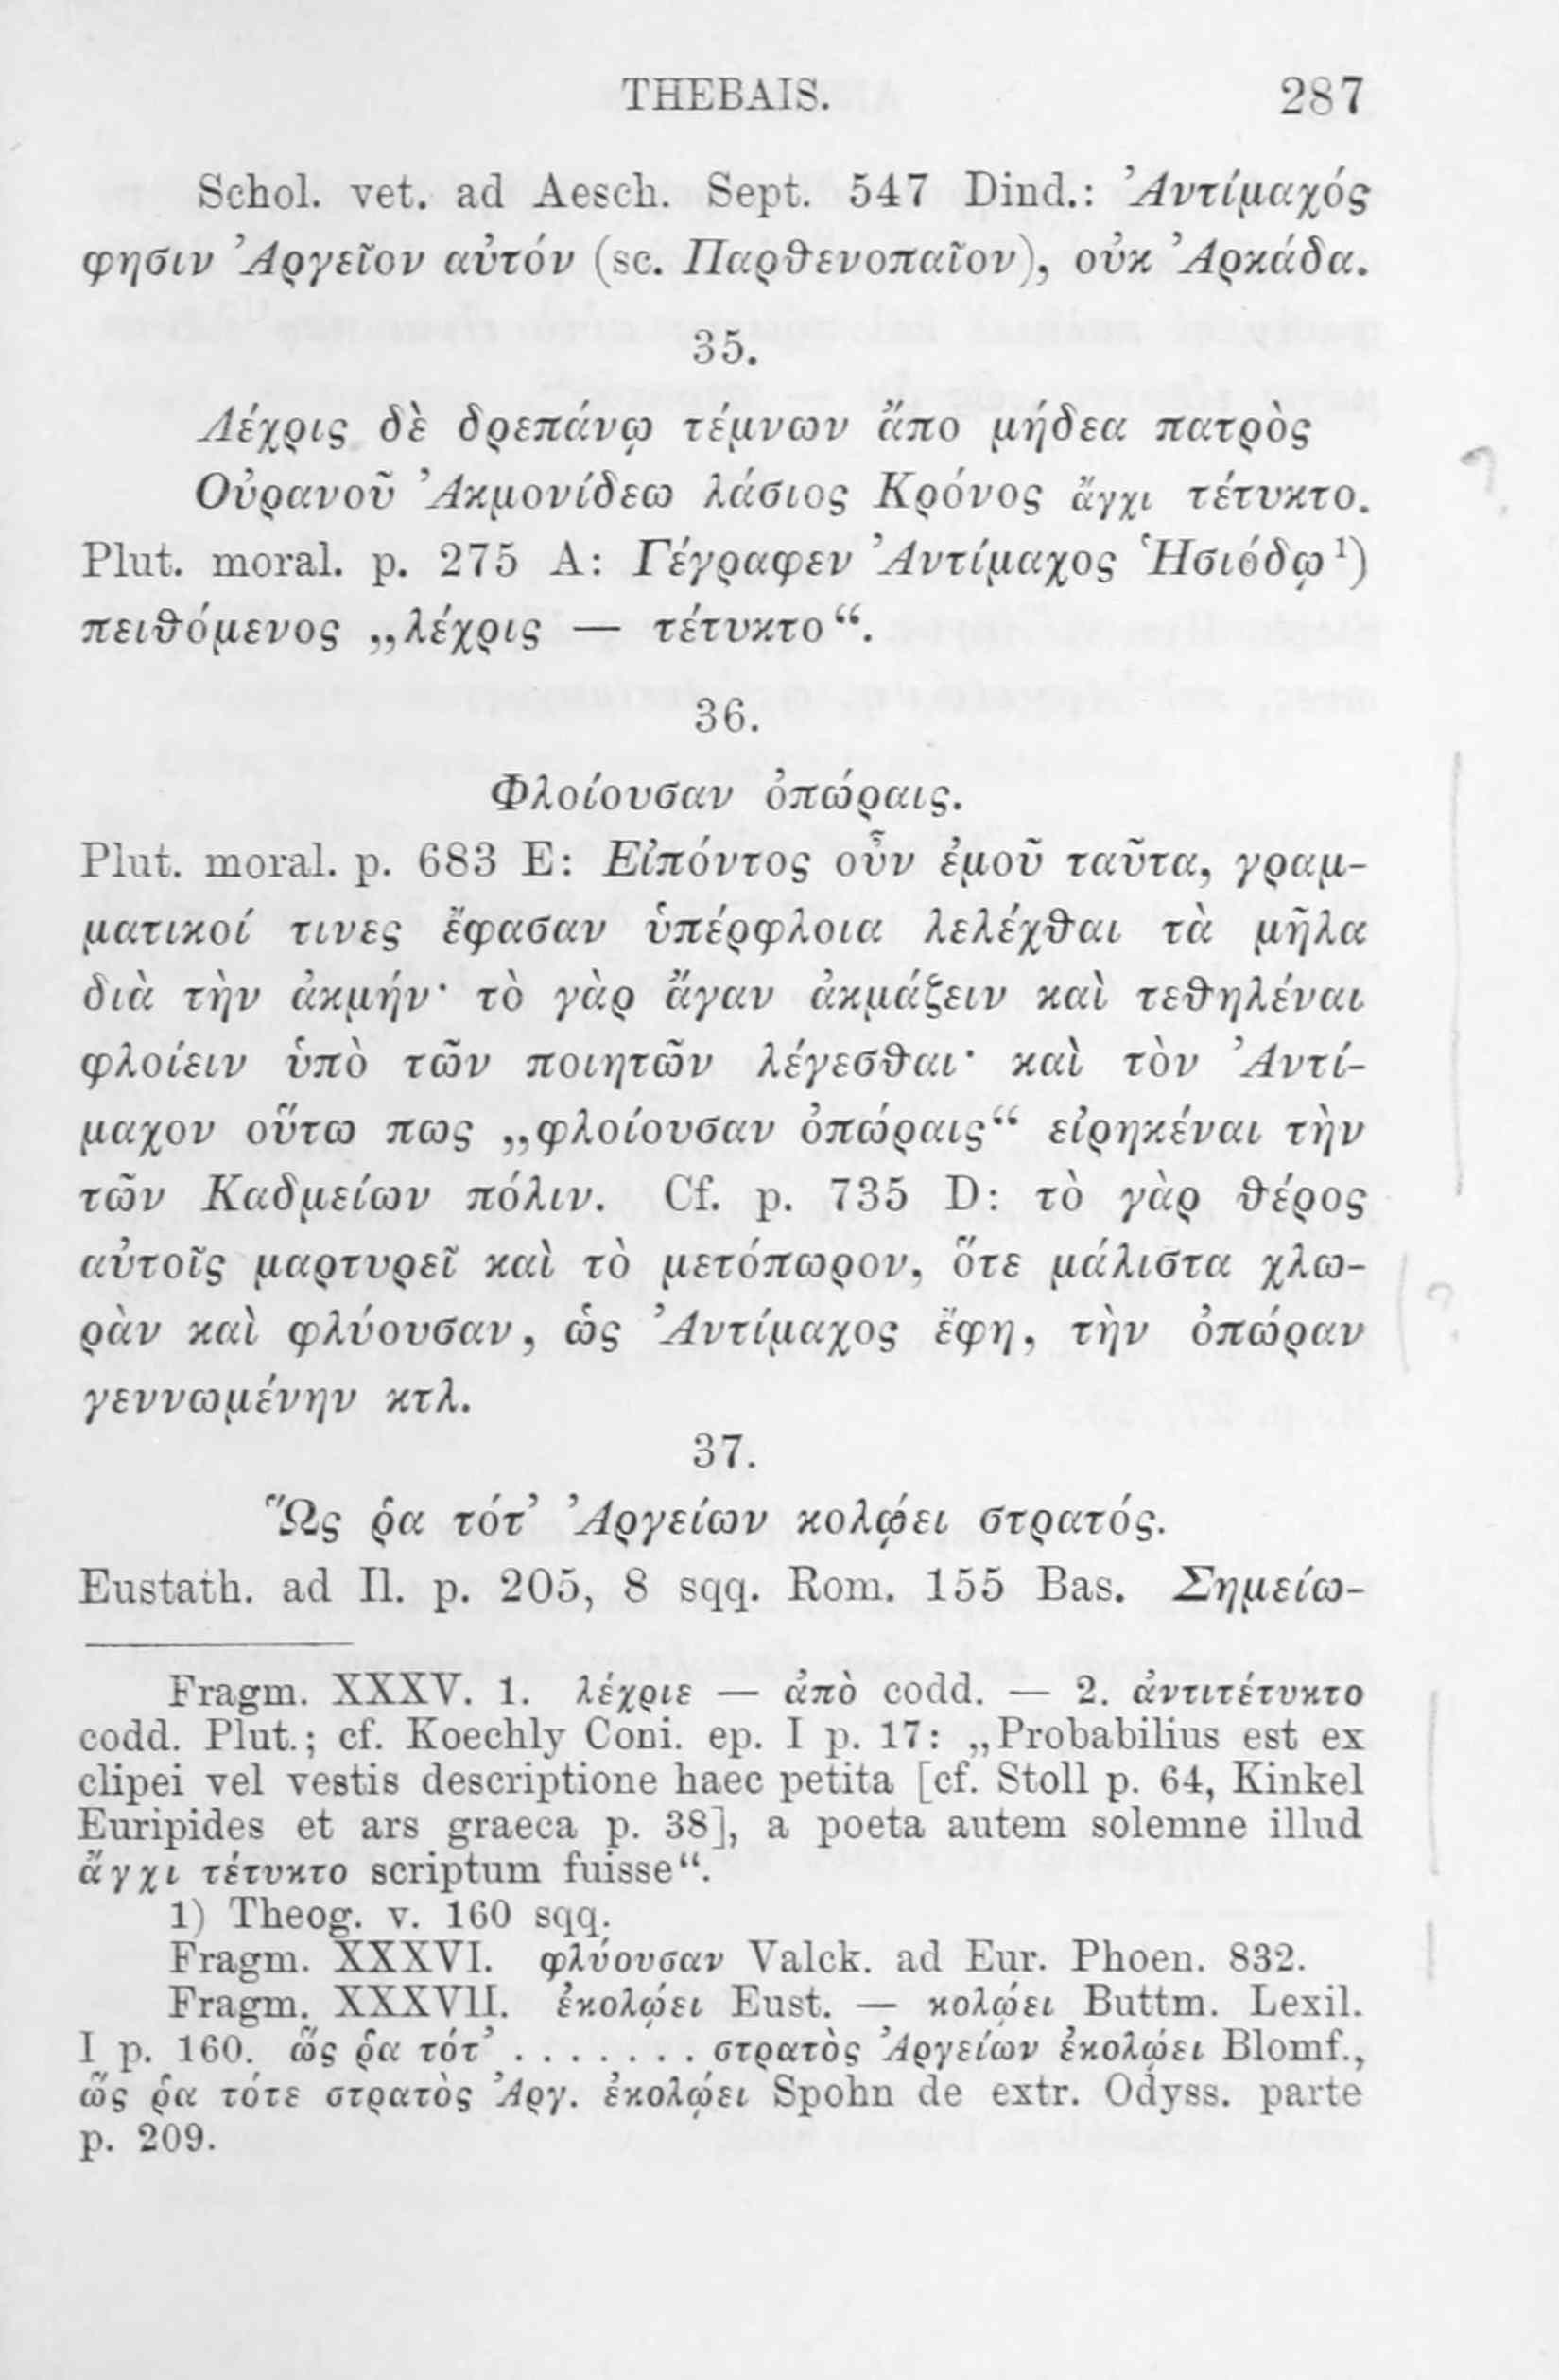 THEBAIS. 287
Schol. vet. ad Aesch. Sept. 547 Dind.: Ἀντίμαχός
φησιν Ἀργεῖον αὐτόν (sc. Παρθενοπαῖον), οὐκ Ἀρκάδα.
35.
Λέχρις δὲ δρεπάνῳ τέμνων ἄπο μήδεα πατρὸς
Οὐρανοῦ Ἀκμονίδεω λάσιος Κρόνος ἄγχι τέτυκτο.
Plut. moral. p. 275 A: Γέγραφεν Ἀντίμαχος Ἡσιόδῳ¹)
πειθόμενος „λέχρις — τέτυκτο“.
36.
Φλοίουσαν ὀπώραις.
Plut. moral. p. 683 E: Εἰπόντος οὖν ἐμοῦ ταῦτα, γραμ-
ματικοί τινες ἔφασαν ὑπέρφλοια λελέχθαι τὰ μῆλα
διὰ τὴν ἀκμήν· τὸ γὰρ ἄγαν ἀκμάζειν καὶ τεθηλέναι
φλοίειν ὑπὸ τῶν ποιητῶν λέγεσθαι· καὶ τὸν Ἀντί-
μαχον οὕτω πως „φλοίουσαν ὀπώραις“ εἰρηκέναι τὴν
τῶν Καδμείων πόλιν. Cf. p. 735 D: τὸ γὰρ θέρος
αὐτοῖς μαρτυρεῖ καὶ τὸ μετόπωρον, ὅτε μάλιστα χλω-
ρὰν καὶ φλύουσαν, ὡς Ἀντίμαχος ἔφη, τὴν ὀπώραν
γεννωμένην κτλ.
37.
Ὥς ῥα τότ’ Ἀργείων κολῴει στρατός.
Eustath. ad Il. p. 205, 8 sqq. Rom. 155 Bas. Σημείω-
Fragm. XXXV. 1. λέχριε — ἀπὸ codd. — 2. ἀντιτέτυκτο
codd. Plut.; cf. Koechly Coni. ep. I p. 17: „Probabilius est ex
clipei vel vestis descriptione haec petita [cf. Stoll p. 64, Kinkel
Euripides et ars graeca p. 38], a poeta autem solemne illud
ἄγχι τέτυκτο scriptum fuisse“.
1) Theog. v. 160 sqq.
Fragm. XXXVI. φλύουσαν Valck. ad Eur. Phoen. 832.
Fragm. XXXVII. ἐκολῴει Eust. — κολῴει Buttm. Lexil.
I p. 160. ὥς ῥα τότ’ ....... στρατὸς Ἀργείων ἐκολῴει Blomf.,
ὥς ῥα τότε στρατὸς Ἀργ. ἐκολῴει Spohn de extr. Odyss. parte
p. 209.